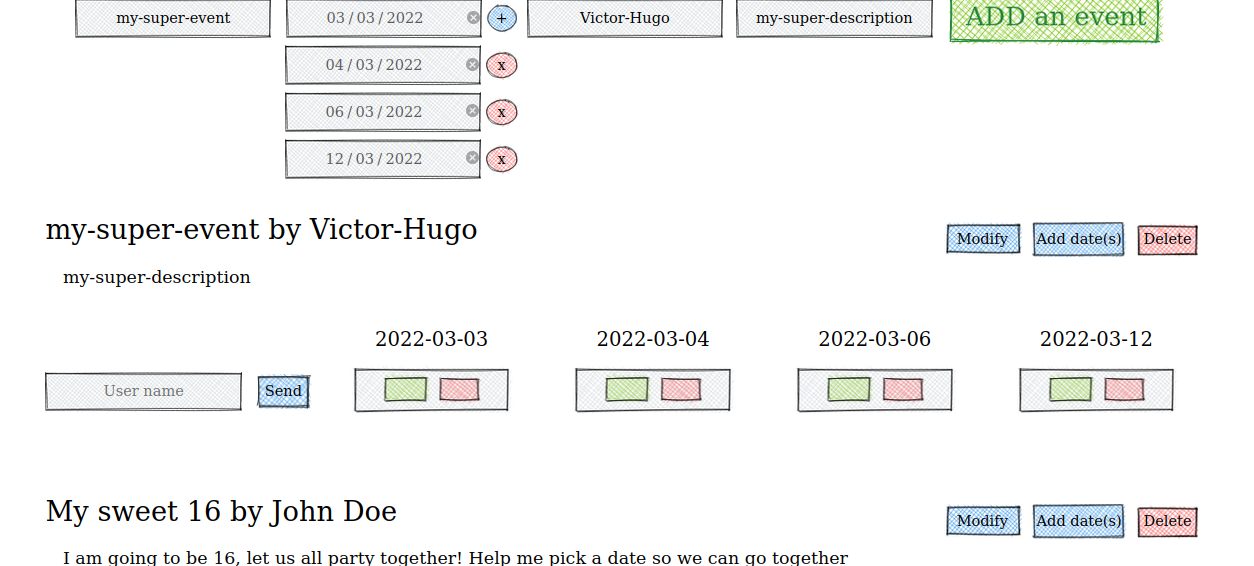 my-super-event 03 / 03 / 2022 + Victor-Hugo my-super-description ADD an event
04 / 03 / 2022 x
06 / 03 / 2022 x
12 / 03 / 2022 x
my-super-event by Victor-Hugo Modify Add date(s) Delete
my-super-description
2022-03-03 2022-03-04 2022-03-06 2022-03-12
User name Send
My sweet 16 by John Doe Modify Add date(s) Delete
I am going to be 16, let us all party together! Help me pick a date so we can go together